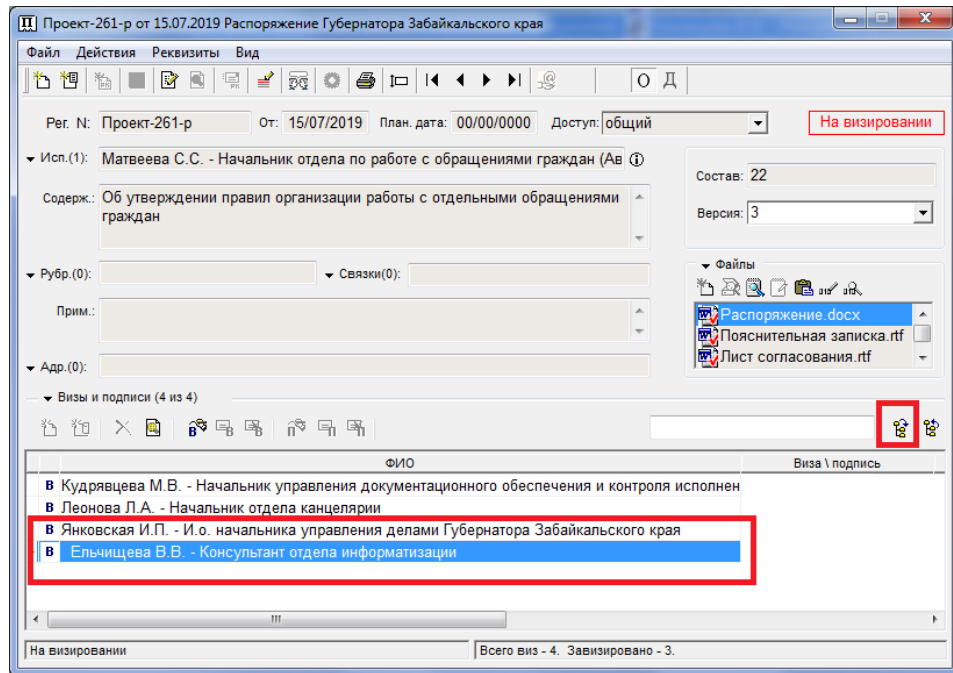 Проект-261-р от 15.07.2019 Распоряжение Губернатора Забайкальского края
Файл Действия Реквизиты Вид
О Д
Рег. N: Проект-261-р От: 15/07/2019 План. дата: 00/00/0000 Доступ: общий На визировании
Исп.(1): Матвеева С.С. - Начальник отдела по работе с обращениями граждан (Ав
Состав: 22
Содерж.: Об утверждении правил организации работы с отдельными обращениями
граждан
Версия: 3
Рубр.(0): Связки(0):
Файлы
Прим.:
Распоряжение.docx
Пояснительная записка.rtf
Лист согласования.rtf
Адр.(0):
Визы и подписи (4 из 4)
ФИО Виза \ подпись
В Кудрявцева М.В. - Начальник управления документационного обеспечения и контроля исполнен
В Леонова Л.А. - Начальник отдела канцелярии
В Янковская И.П. - И.о. начальника управления делами Губернатора Забайкальского края
В Ельчищева В.В. - Консультант отдела информатизации
На визировании Всего виз - 4. Завизировано - 3.